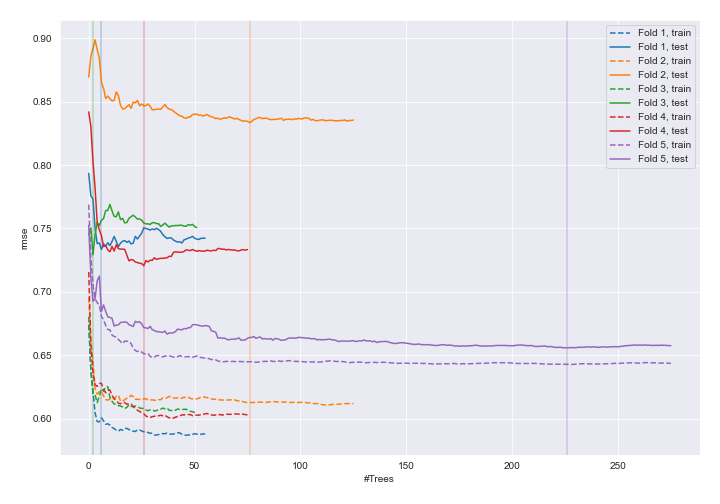 0.90
0.85
0.80
0.75
0.70
0.65
0.60
rmse
0
50
100
150
200
250
#Trees
Fold 1, train
Fold 1, test
Fold 2, train
Fold 2, test
Fold 3, train
Fold 3, test
Fold 4, train
Fold 4, test
Fold 5, train
Fold 5, test